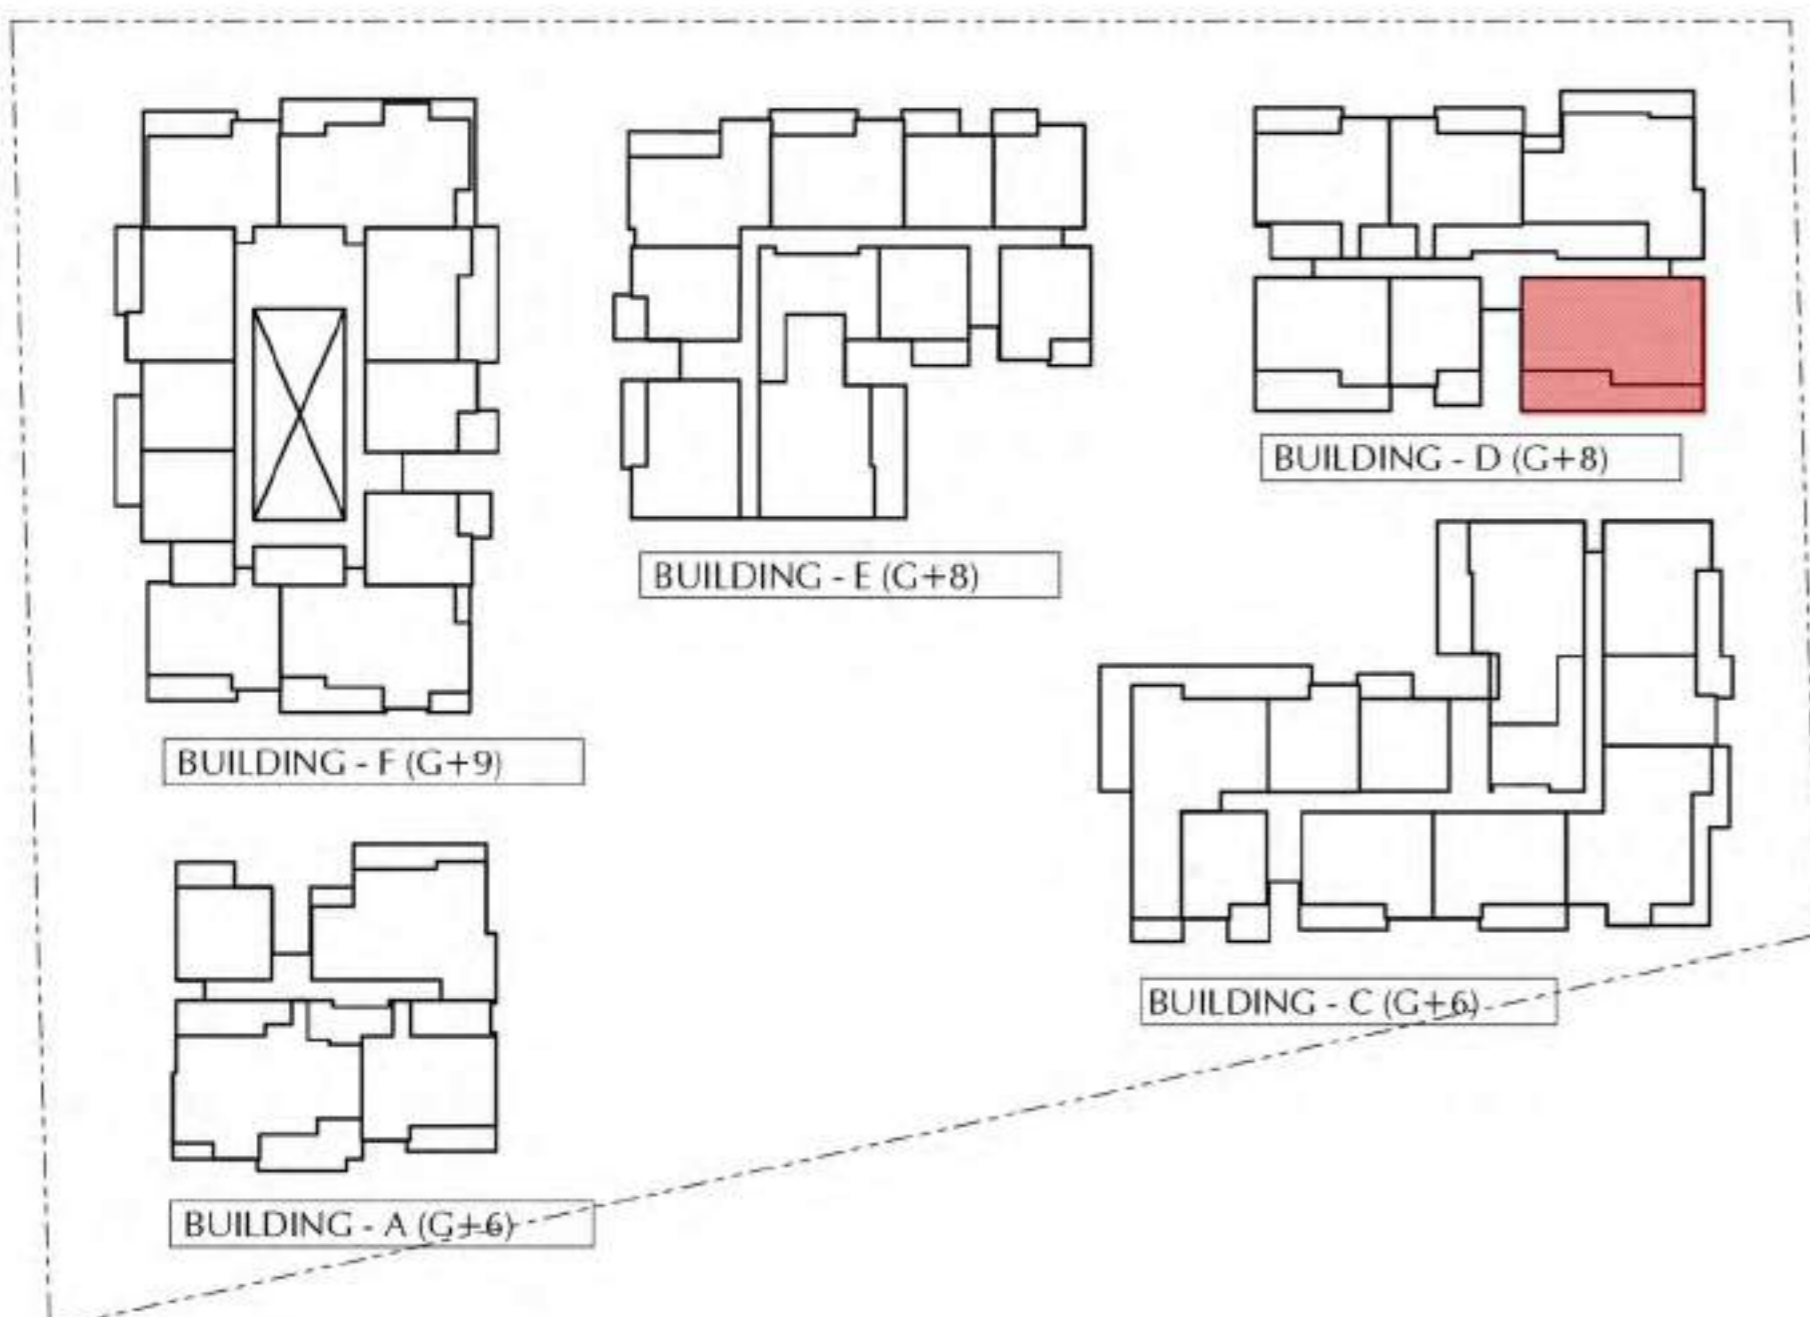 BUILDING - D (G+8)
BUILDING - E (G+8)
BUILDING - F (G+9)
BUILDING - C (G+6)
BUILDING - A (G+6)